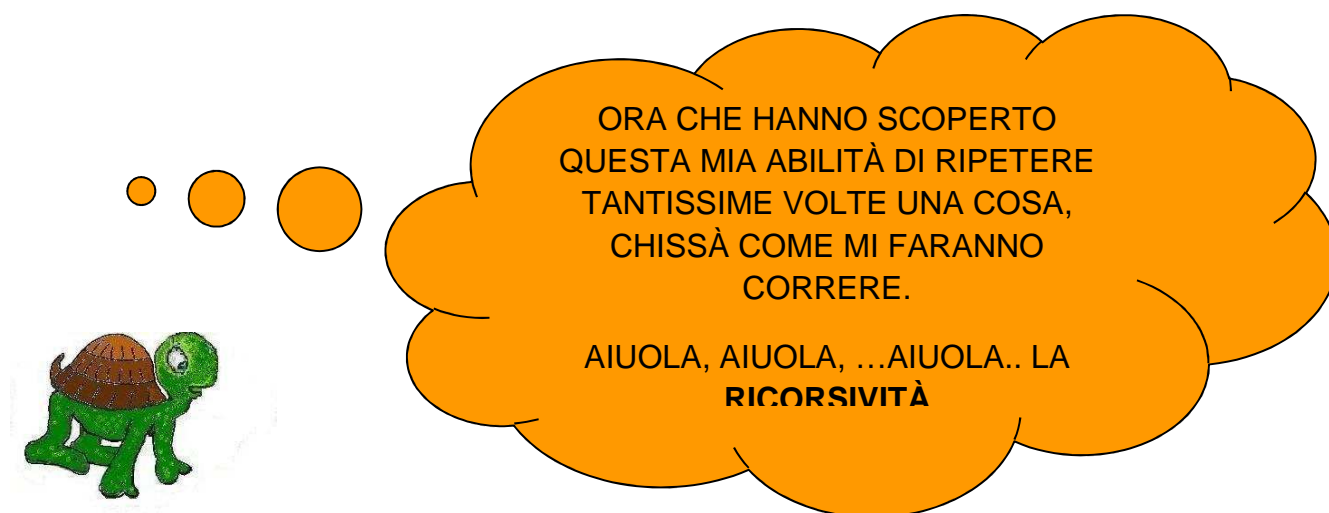 ORA CHE HANNO SCOPERTO
QUESTA MIA ABILITÀ DI RIPETERE
TANTISSIME VOLTE UNA COSA,
CHISSÀ COME MI FARANNO
CORRERE.
AIUOLA, AIUOLA, …AIUOLA.. LA
RICORSIVITÀ